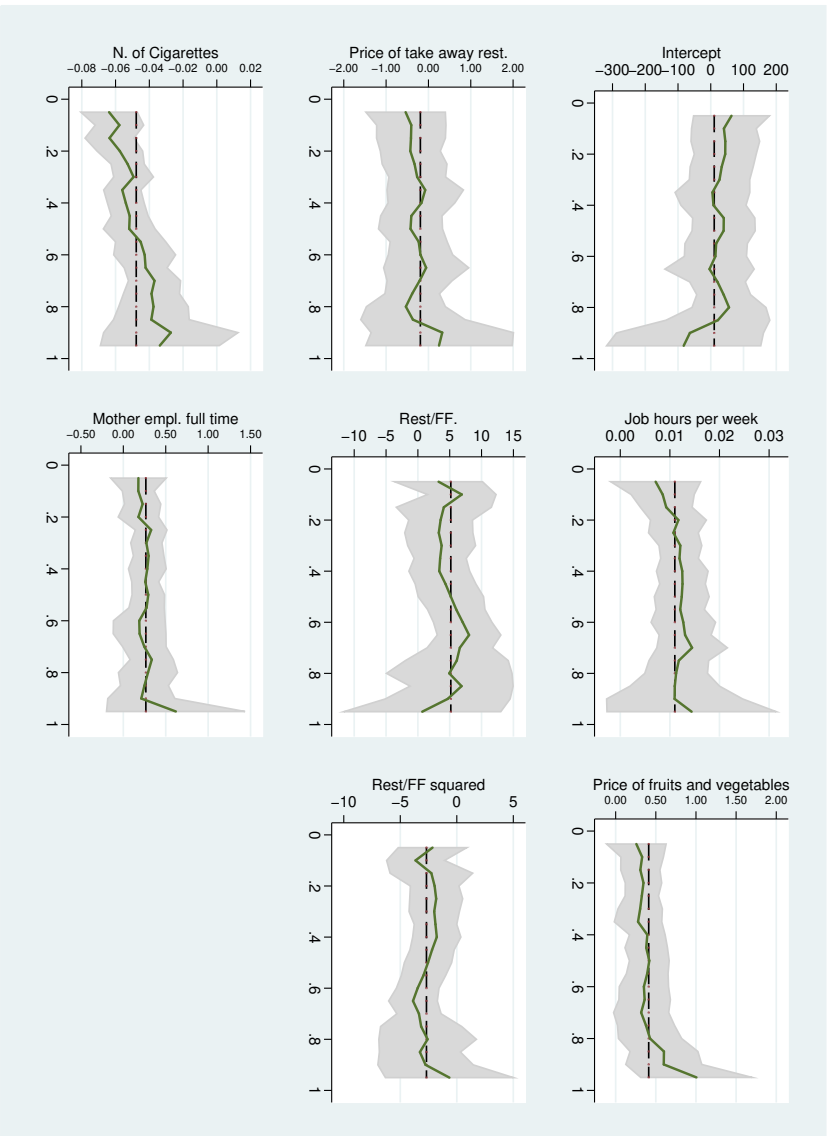 N. of Cigarettes
−0.08 −0.06 −0.04 −0.02 0.00 0.02
0 .2 .4 .6 .8 1
Price of take away rest.
−2.00 −1.00 0.00 1.00 2.00
0 .2 .4 .6 .8 1
Intercept
−300−200−100 0 100 200
0 .2 .4 .6 .8 1
Mother empl. full time
−0.50 0.00 0.50 1.00 1.50
0 .2 .4 .6 .8 1
Rest/FF.
−10 −5 0 5 10 15
0 .2 .4 .6 .8 1
Job hours per week
0.00 0.01 0.02 0.03
0 .2 .4 .6 .8 1
Rest/FF squared
−10 −5 0 5
0 .2 .4 .6 .8 1
Price of fruits and vegetables
0.00 0.50 1.00 1.50 2.00
0 .2 .4 .6 .8 1